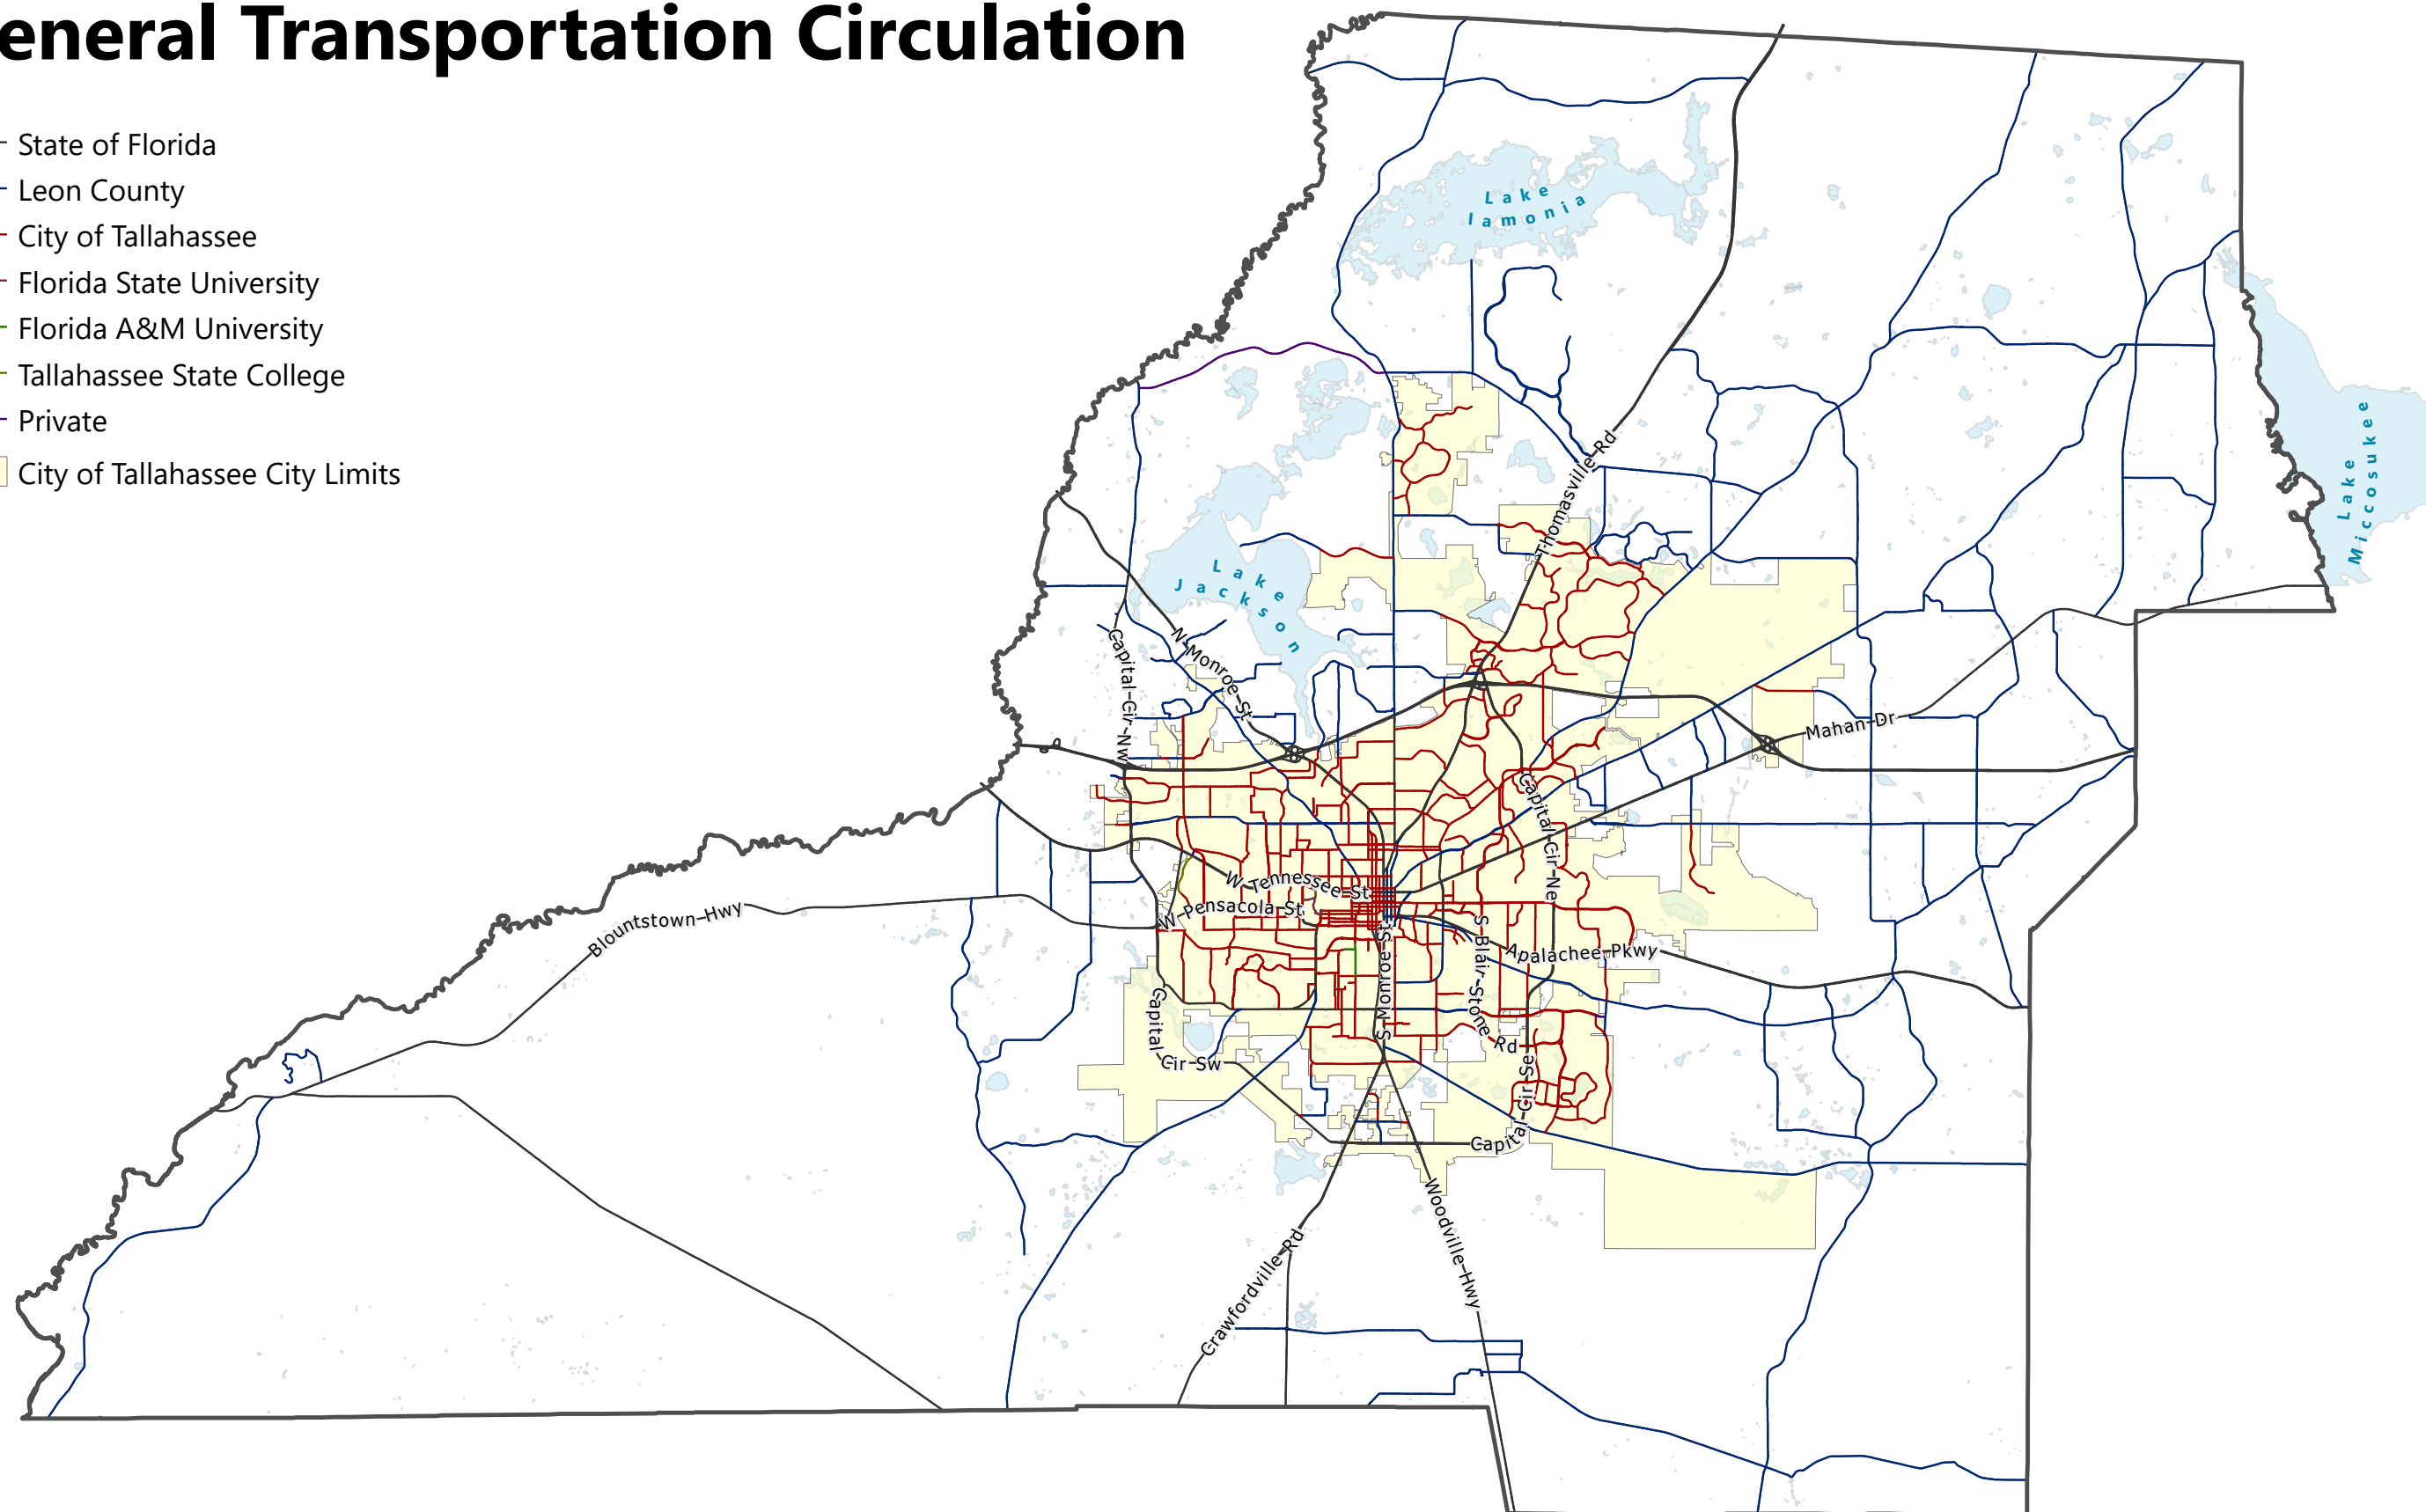 eneral Transportation Circulation
State of Florida
Leon County
City of Tallahassee
Florida State University
Florida A&M University
Tallahassee State College
Private
City of Tallahassee City Limits
Lake
Iamonia
Thomasville Rd
Lake
Miccosukee
Lake
Jackson
N Monroe St
Capital Cir Nw
Mahan Dr
Capital Cir Ne
W Tennessee St
W Pensacola St
Blountstown Hwy
S Monroe St
S Blair Stone Rd
Apalachee Pkwy
Capital Cir Sw
Capital Cir Se
Woodville Hwy
Crawfordville Rd